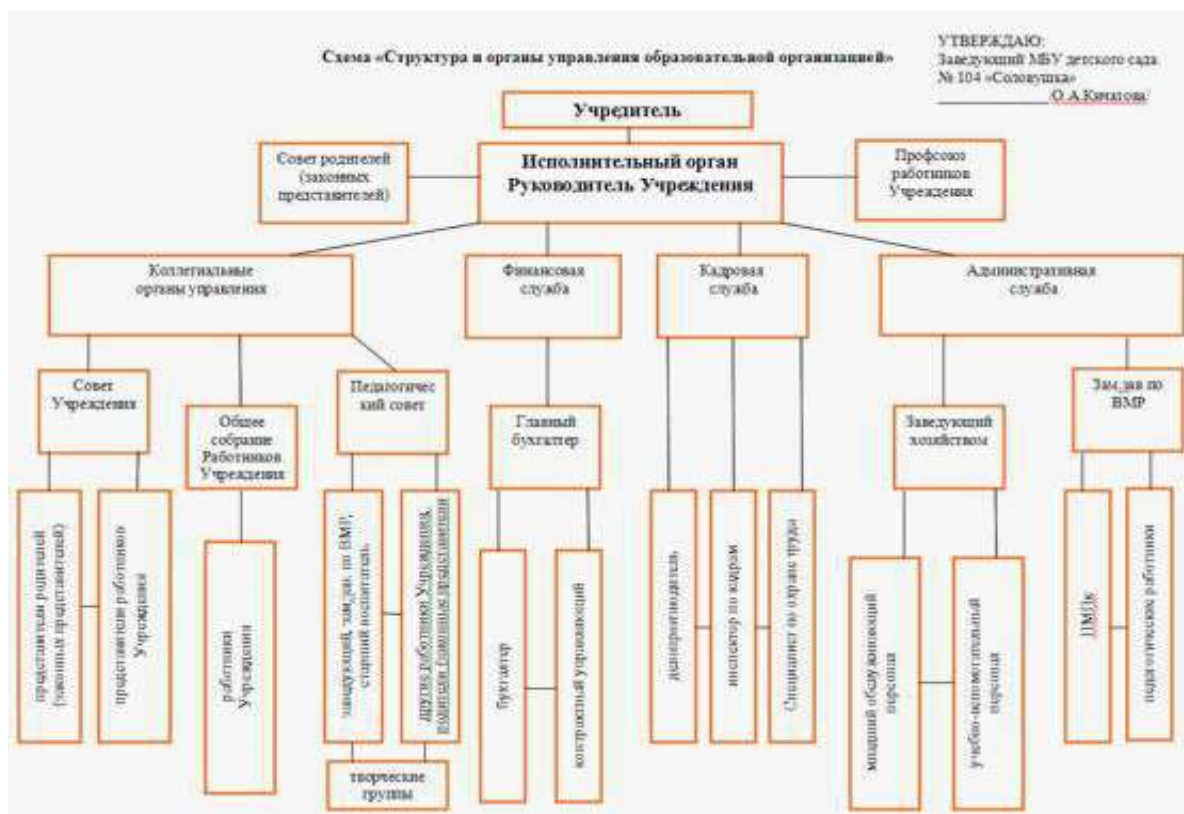 Схема «Структура и органы управления образовательной организацией»
УТВЕРЖДАЮ:
Заведующий МБУ детского сада
№ 104 «Соловушка»
О.А.Кичатова/
Учредитель
Совет родителей
(законных
представителей)
Исполнительный орган
Руководитель Учреждения
Профсоюз
работников
Учреждения
Коллегиальные
органы управления
Финансовая
служба
Кадровая
служба
Административная
служба
Совет
Учреждения
Общее
собрание
Работников
Учреждения
Педагогичес
кий совет
Главный
бухгалтер
Заведующий
хозяйством
Зам.зав по
ВМР
представители родителей
(законных представителей)
представители работников
Учреждения
работники
Учреждения
заведующий, зам.зав. по ВМР,
старший воспитатель
другие работники Учреждения,
родители (законные представители
творческие
группы
бухгалтер
контрактный управляющий
делопроизводитель
инспектор по кадрам
Специалист по охране труда
младший обслуживающий
персонал
учебно-вспомогательный
персонал
ПМПк
педагогические работники